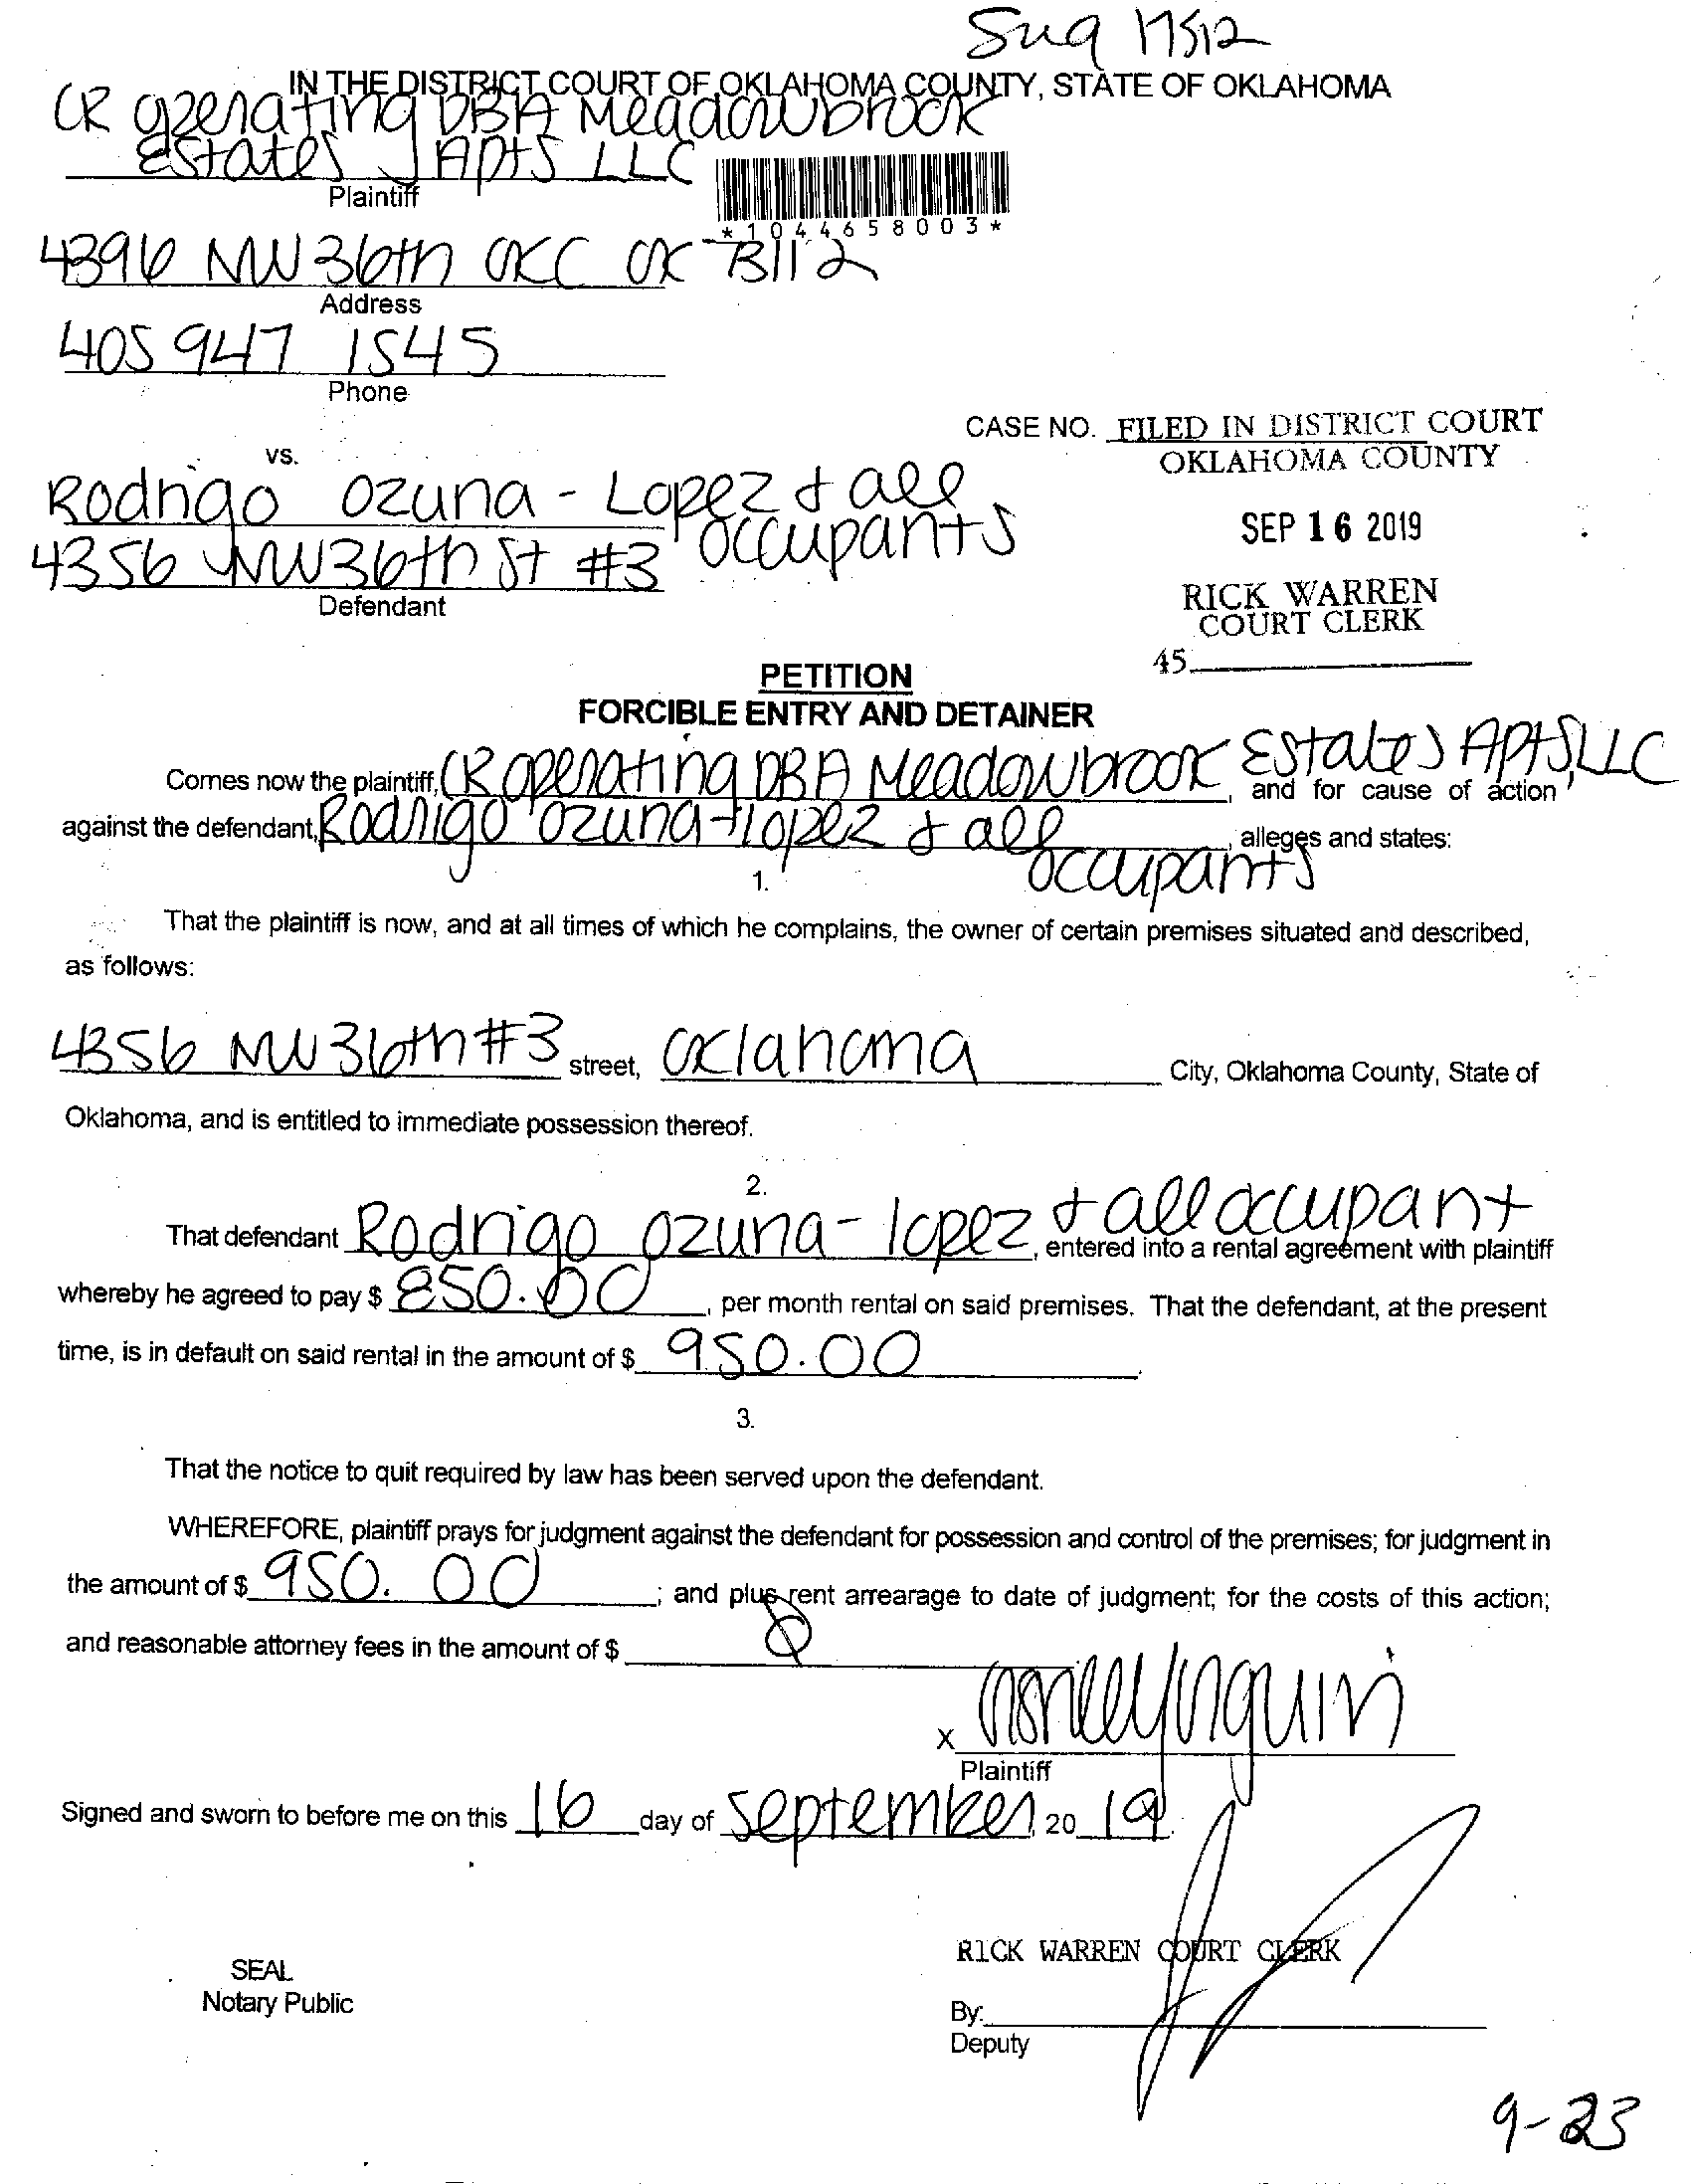 IN THE DISTRICT COURT OF OKLAHOMA COUNTY, STATE OF OKLAHOMA
CR operating DBA Meadowbrook
Estates Apts LLC
Plaintiff
*1044658003*
4396 NW 36th OKC OK 73112
Address
405 947 1545
Phone
CASE NO. FILED IN DISTRICT COURT
OKLAHOMA COUNTY
vs.
Rodrigo Ozuna - Lopez & all
occupants
SEP 16 2019
4356 NW 36th St #3
Defendant
RICK WARREN
COURT CLERK
45
PETITION
FORCIBLE ENTRY AND DETAINER
Comes now the plaintiff, CR operating DBA Meadowbrook Estates Apts, LLC, and for cause of action
against the defendant, Rodrigo Ozuna-Lopez & all occupants, alleges and states:
1.
That the plaintiff is now, and at all times of which he complains, the owner of certain premises situated and described,
as follows:
4356 NW 36th #3 street, Oklahoma City, Oklahoma County, State of
Oklahoma, and is entitled to immediate possession thereof.
2.
That defendant Rodrigo Ozuna - lopez & all occupant, entered into a rental agreement with plaintiff
whereby he agreed to pay $ 850.00, per month rental on said premises. That the defendant, at the present
time, is in default on said rental in the amount of $ 950.00.
3.
That the notice to quit required by law has been served upon the defendant.
WHEREFORE, plaintiff prays for judgment against the defendant for possession and control of the premises; for judgment in
the amount of $ 950.00; and plus rent arrearage to date of judgment; for the costs of this action;
and reasonable attorney fees in the amount of $
X
Plaintiff
Signed and sworn to before me on this 16 day of September, 20 19.
RICK WARREN COURT CLERK
SEAL
Notary Public
By:
Deputy
9-23